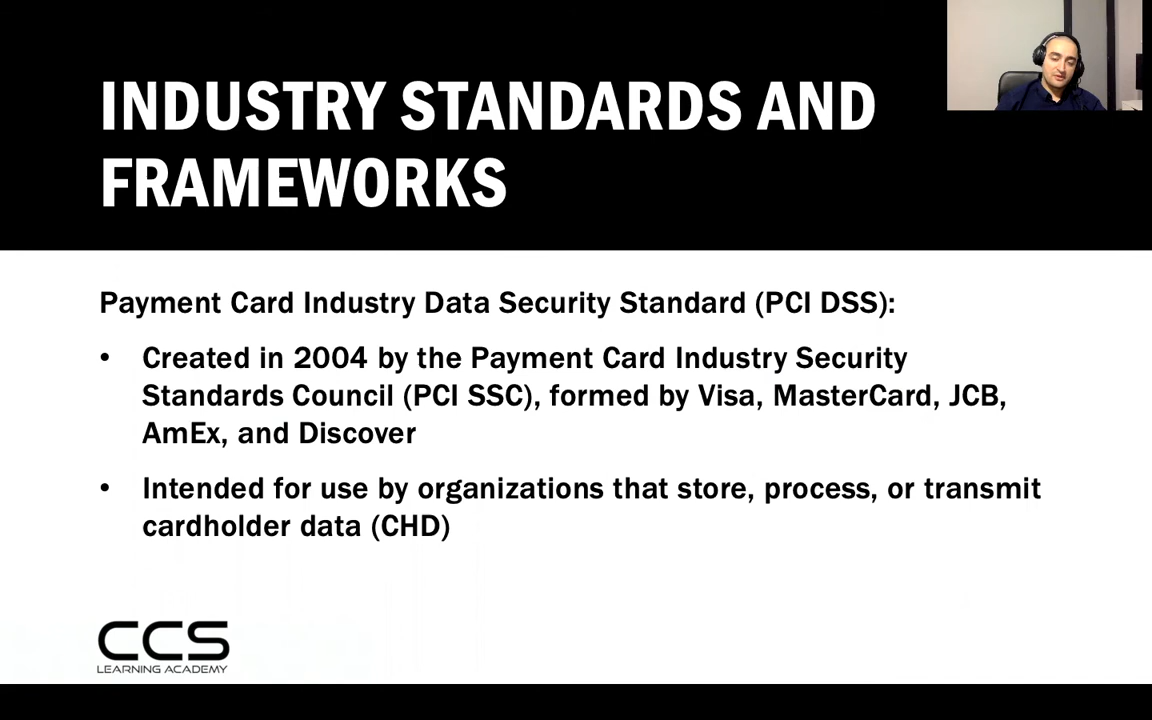 INDUSTRY STANDARDS AND
FRAMEWORKS
Payment Card Industry Data Security Standard (PCI DSS):
• Created in 2004 by the Payment Card Industry Security
Standards Council (PCI SSC), formed by Visa, MasterCard, JCB,
AmEx, and Discover
• Intended for use by organizations that store, process, or transmit
cardholder data (CHD)
CCS
LEARNING ACADEMY